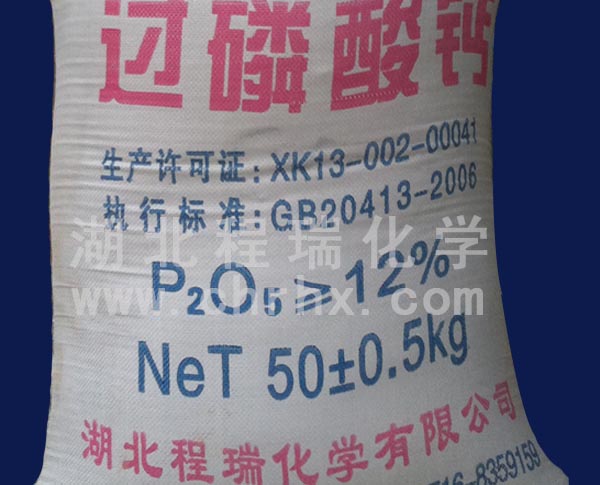 过磷酸钙
生产许可证: XK13-002-00041
执行标准: GB20413-2006
湖北程瑞化学
P₂O₅≥12%
NeT 50±0.5kg
湖北程瑞化学有限公司
8359159